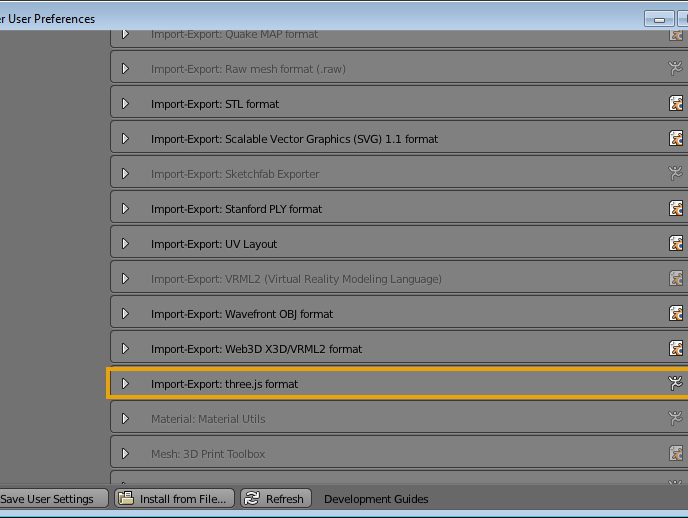 er User Preferences
Import-Export: Quake MAP format
Import-Export: Raw mesh format (.raw)
Import-Export: STL format
Import-Export: Scalable Vector Graphics (SVG) 1.1 format
Import-Export: Sketchfab Exporter
Import-Export: Stanford PLY format
Import-Export: UV Layout
Import-Export: VRML2 (Virtual Reality Modeling Language)
Import-Export: Wavefront OBJ format
Import-Export: Web3D X3D/VRML2 format
Import-Export: three.js format
Material: Material Utils
Mesh: 3D Print Toolbox
Save User Settings Install from File... Refresh Development Guides